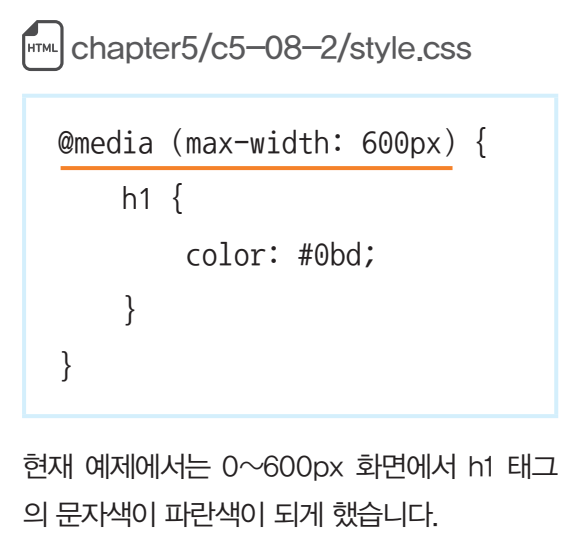 HTML chapter5/c5-08-2/style.css
@media (max-width: 600px) {
h1 {
color: #0bd;
}
}
현재 예제에서는 0~600px 화면에서 h1 태그
의 문자색이 파란색이 되게 했습니다.